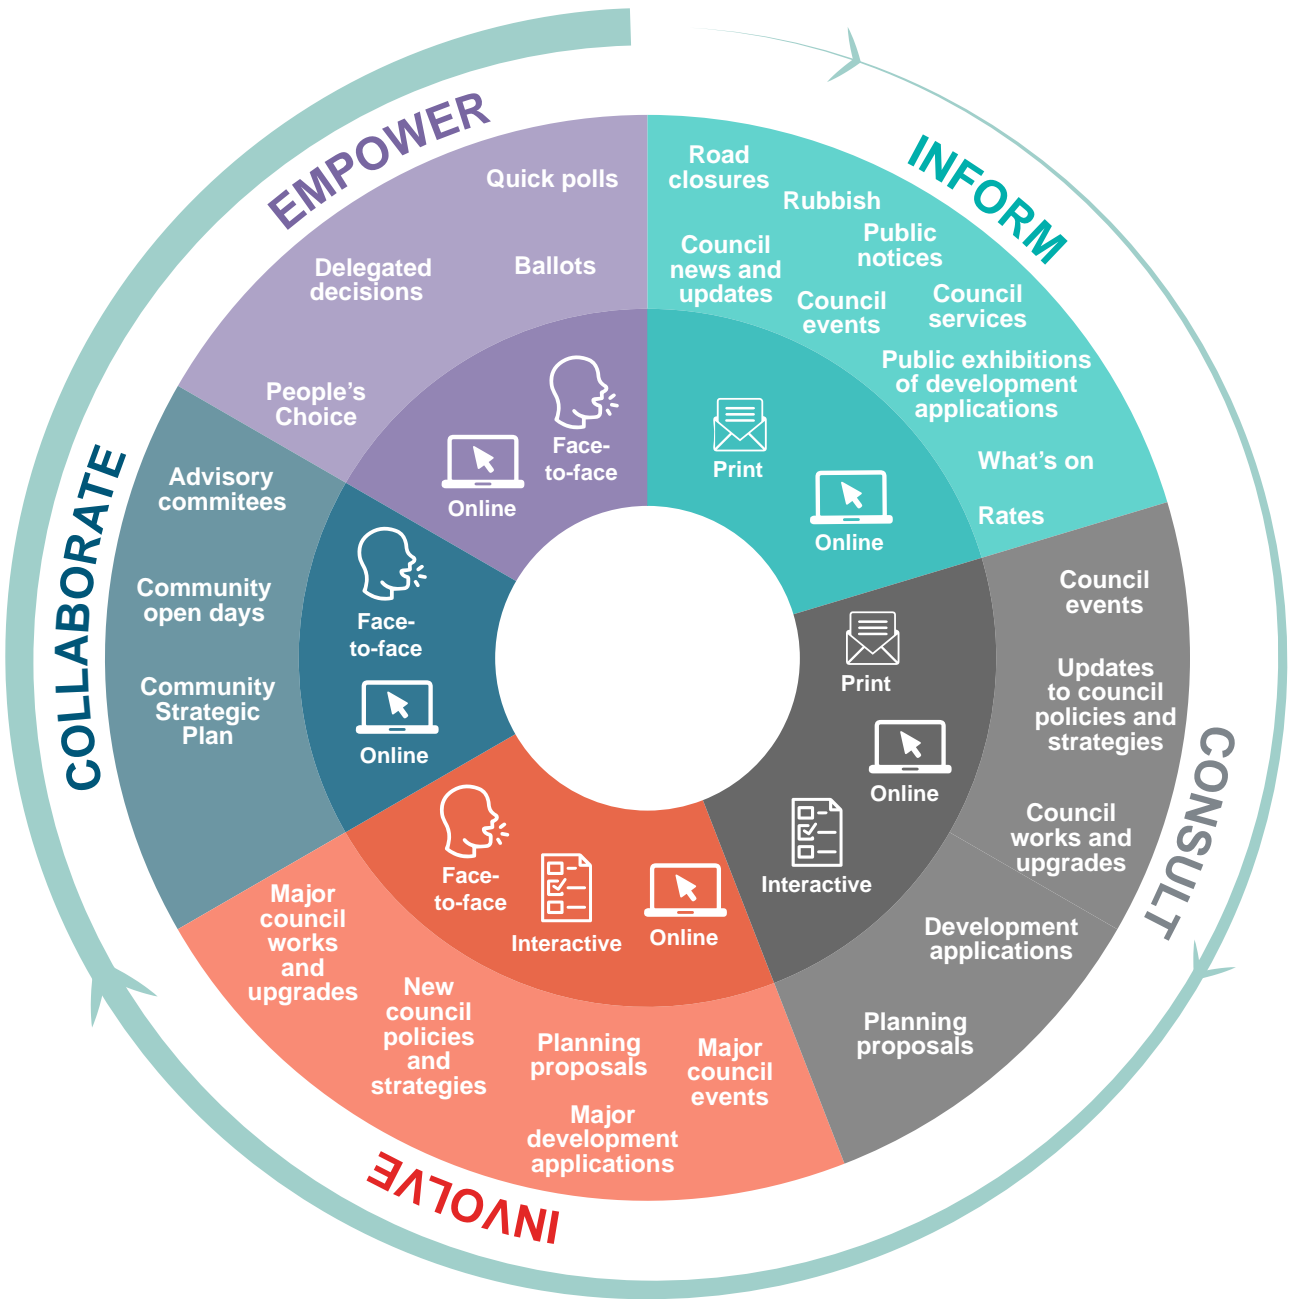 EMPOWER
Quick polls
Ballots
Delegated
decisions
People’s
Choice
Face-
to-face
Online
INFORM
Road
closures
Rubbish
Public
notices
Council
news and
updates
Council
events
Council
services
Public exhibitions
of development
applications
What’s on
Rates
Print
Online
CONSULT
Council
events
Updates
to council
policies and
strategies
Council
works and
upgrades
Development
applications
Planning
proposals
Print
Online
Interactive
INVOLVE
Major
council
works
and
upgrades
New
council
policies
and
strategies
Planning
proposals
Major
council
events
Major
development
applications
Face-
to-face
Interactive
Online
COLLABORATE
Advisory
commitees
Community
open days
Community
Strategic
Plan
Face-
to-face
Online